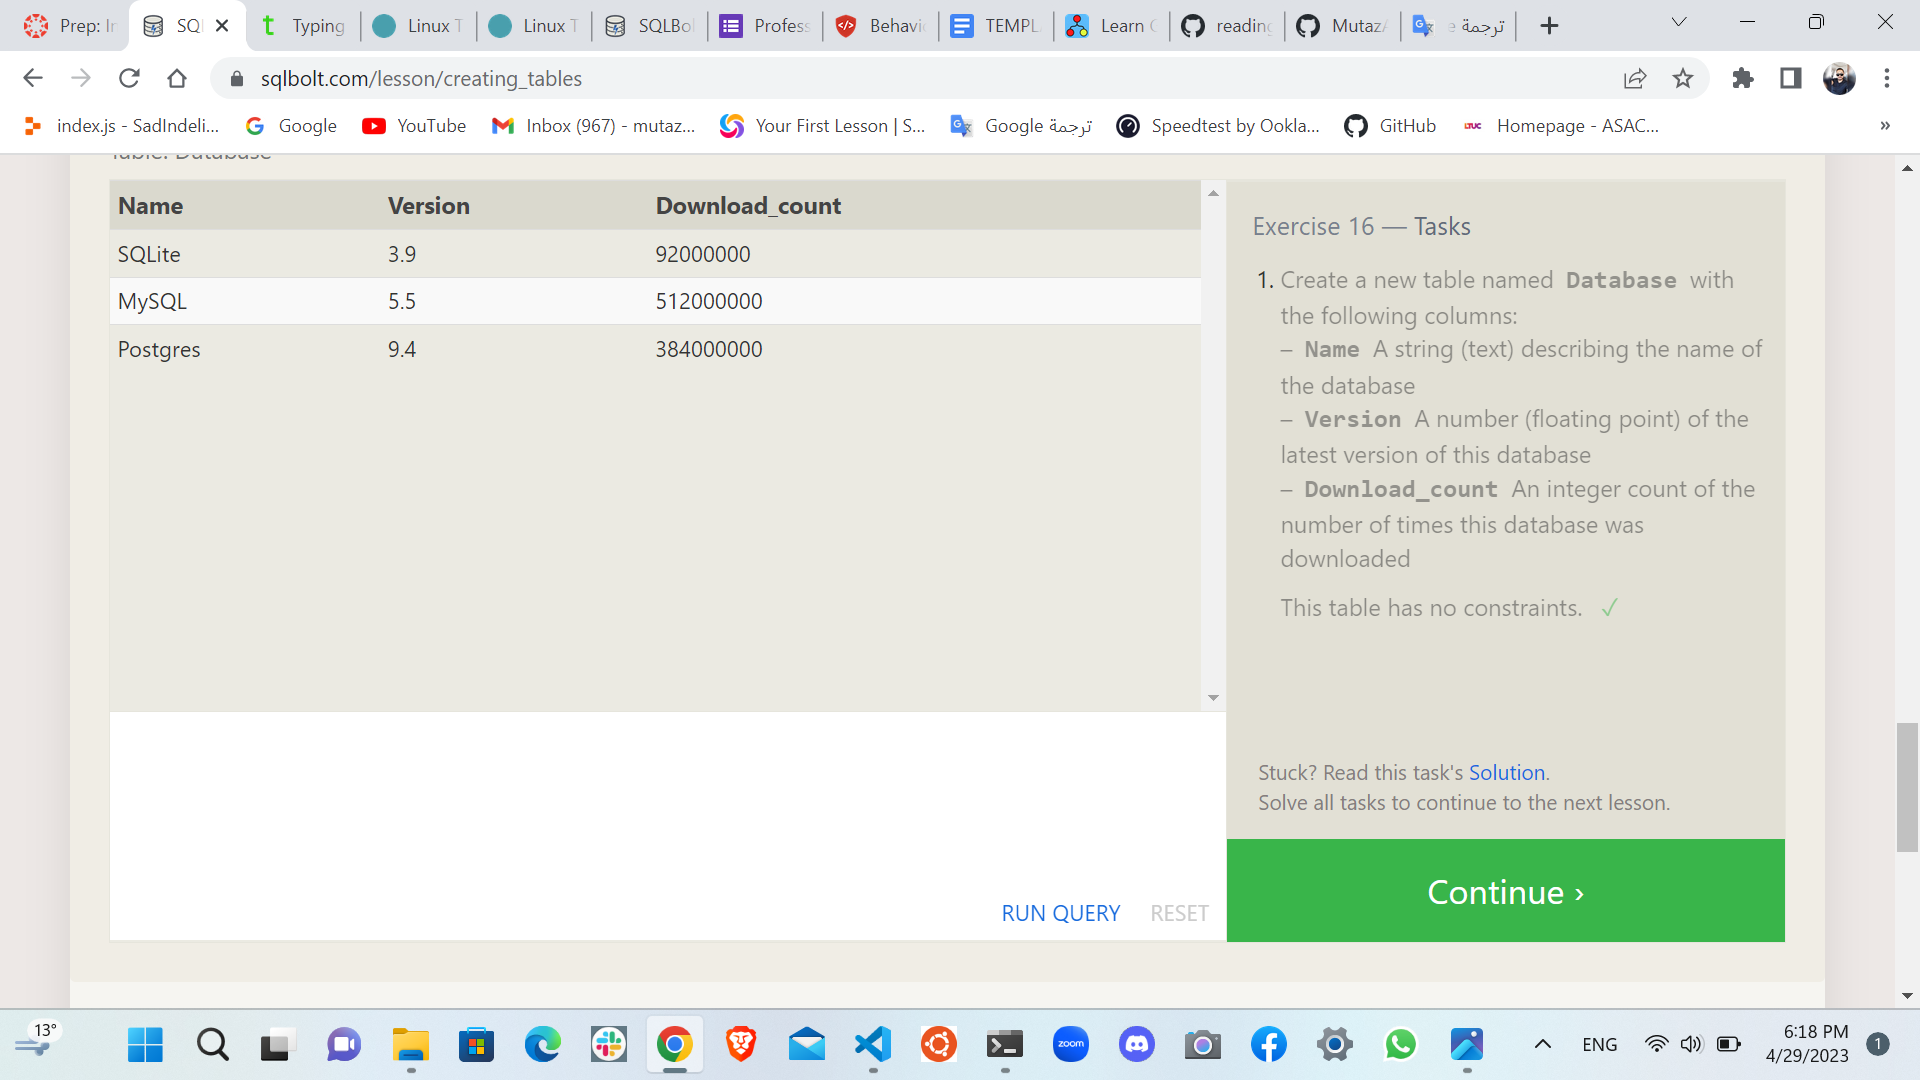 Prep: Ir
SQ
Typing
Linux T
Linux T
SQLBo
Profess
Behavi
TEMPL
Learn C
reading
MutazA
ترجمة e
sqlbolt.com/lesson/creating_tables
index.js - SadIndeli...
Google
YouTube
Inbox (967) - mutaz...
Your First Lesson | S...
ترجمة Google
Speedtest by Ookla...
GitHub
LTUC
Homepage - ASAC...
»
Table: Database
Name Version Download_count
SQLite 3.9 92000000
MySQL 5.5 512000000
Postgres 9.4 384000000
Exercise 16 — Tasks
1. Create a new table named Database with
the following columns:
– Name A string (text) describing the name of
the database
– Version A number (floating point) of the
latest version of this database
– Download_count An integer count of the
number of times this database was
downloaded
This table has no constraints. ✓
Stuck? Read this task's Solution.
Solve all tasks to continue to the next lesson.
RUN QUERY RESET
Continue ›
13°
zoom
ENG
6:18 PM
4/29/2023
1